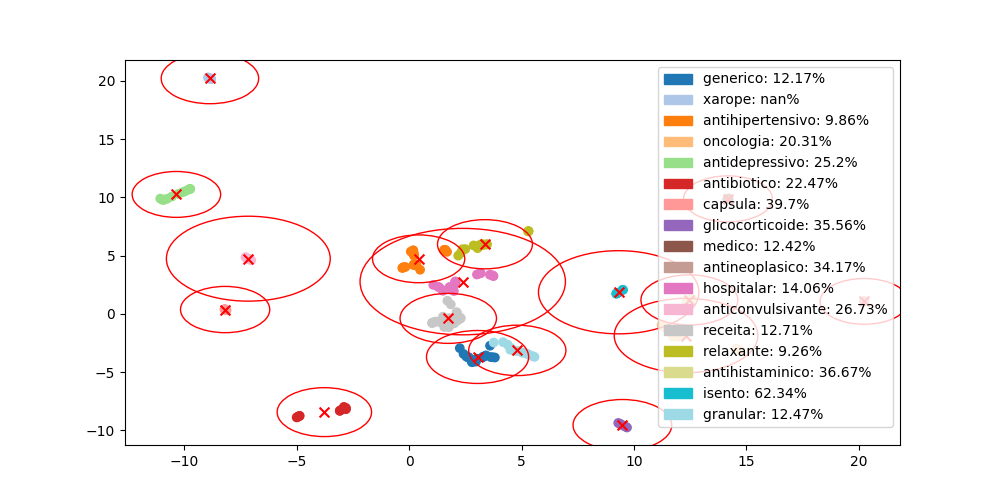 20
15
10
5
0
−5
−10
−10
−5
0
5
10
15
20
generico: 12.17%
xarope: nan%
antihipertensivo: 9.86%
oncologia: 20.31%
antidepressivo: 25.2%
antibiotico: 22.47%
capsula: 39.7%
glicocorticoide: 35.56%
medico: 12.42%
antineoplasico: 34.17%
hospitalar: 14.06%
anticonvulsivante: 26.73%
receita: 12.71%
relaxante: 9.26%
antihistaminico: 36.67%
isento: 62.34%
granular: 12.47%